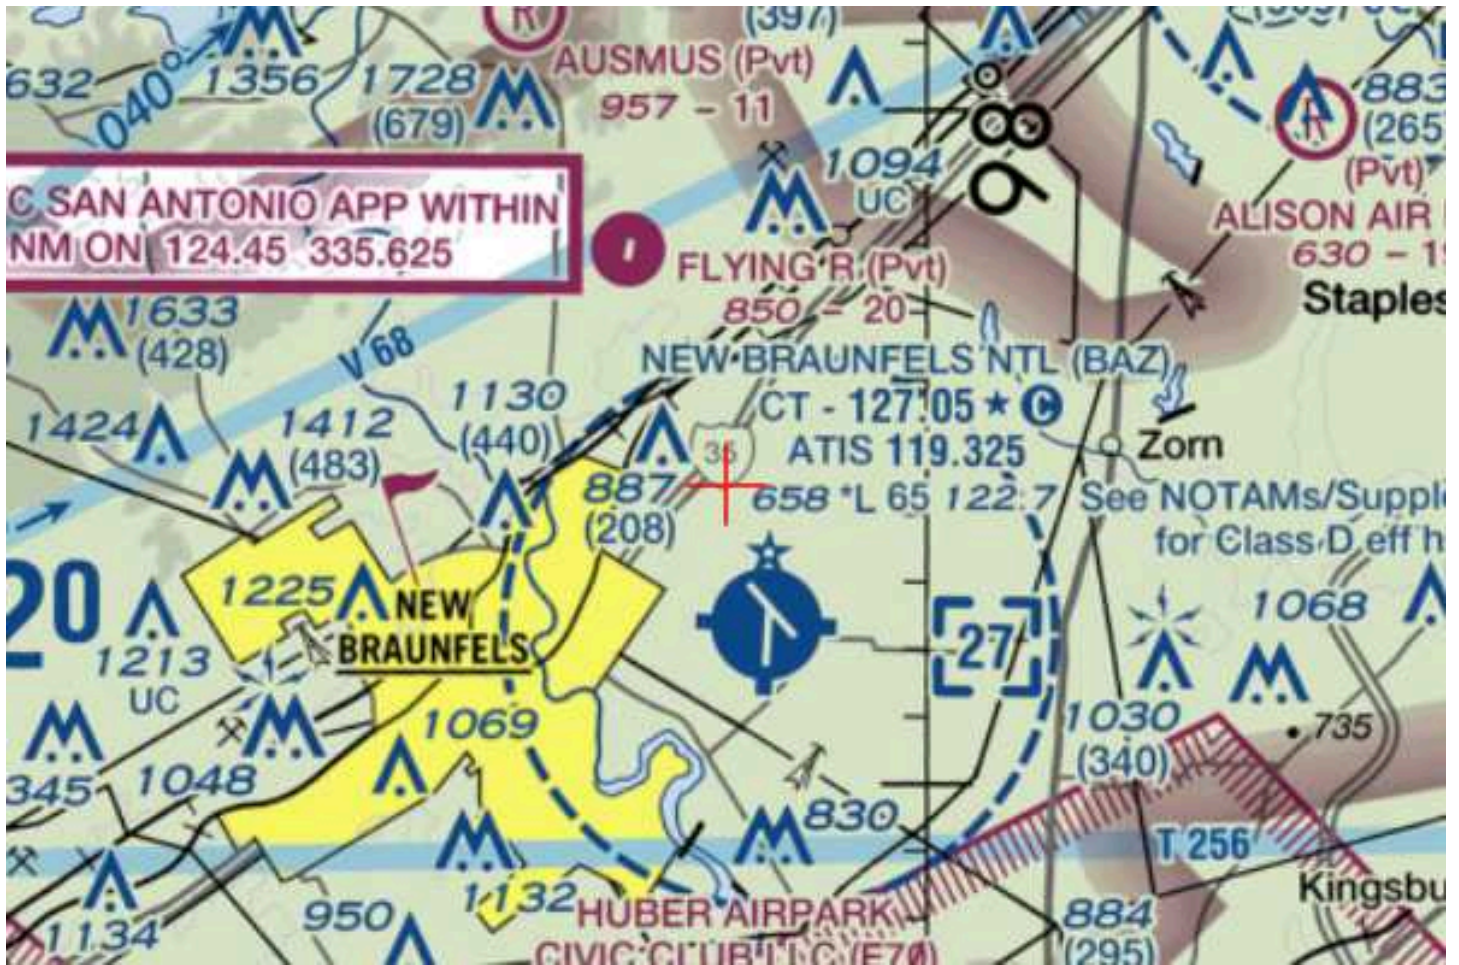 (397)
632
040°
1356
1728
(679)
R
AUSMUS (Pvt)
957 - 11
883
(265)
R
(Pvt)
ALISON AIR
630 - 1
Staples
1094
UC
C SAN ANTONIO APP WITHIN
NM ON 124.45 335.625
FLYING R (Pvt)
850 - 20
1633
(428)
V 68
NEW BRAUNFELS NTL (BAZ)
CT - 127.05 ★ C
ATIS 119.325
658 *L 65 122.7
See NOTAMs/Supple
for Class D eff h
Zorn
35
1424
1412
(483)
1130
(440)
887
(208)
20
1225
NEW
BRAUNFELS
1213
UC
27
1068
1069
1030
(340)
735
345
1048
830
T 256
Kingsbu
1134
950
1132
HUBER AIRPARK
CIVIC CLUB LLC (E70)
884
(295)